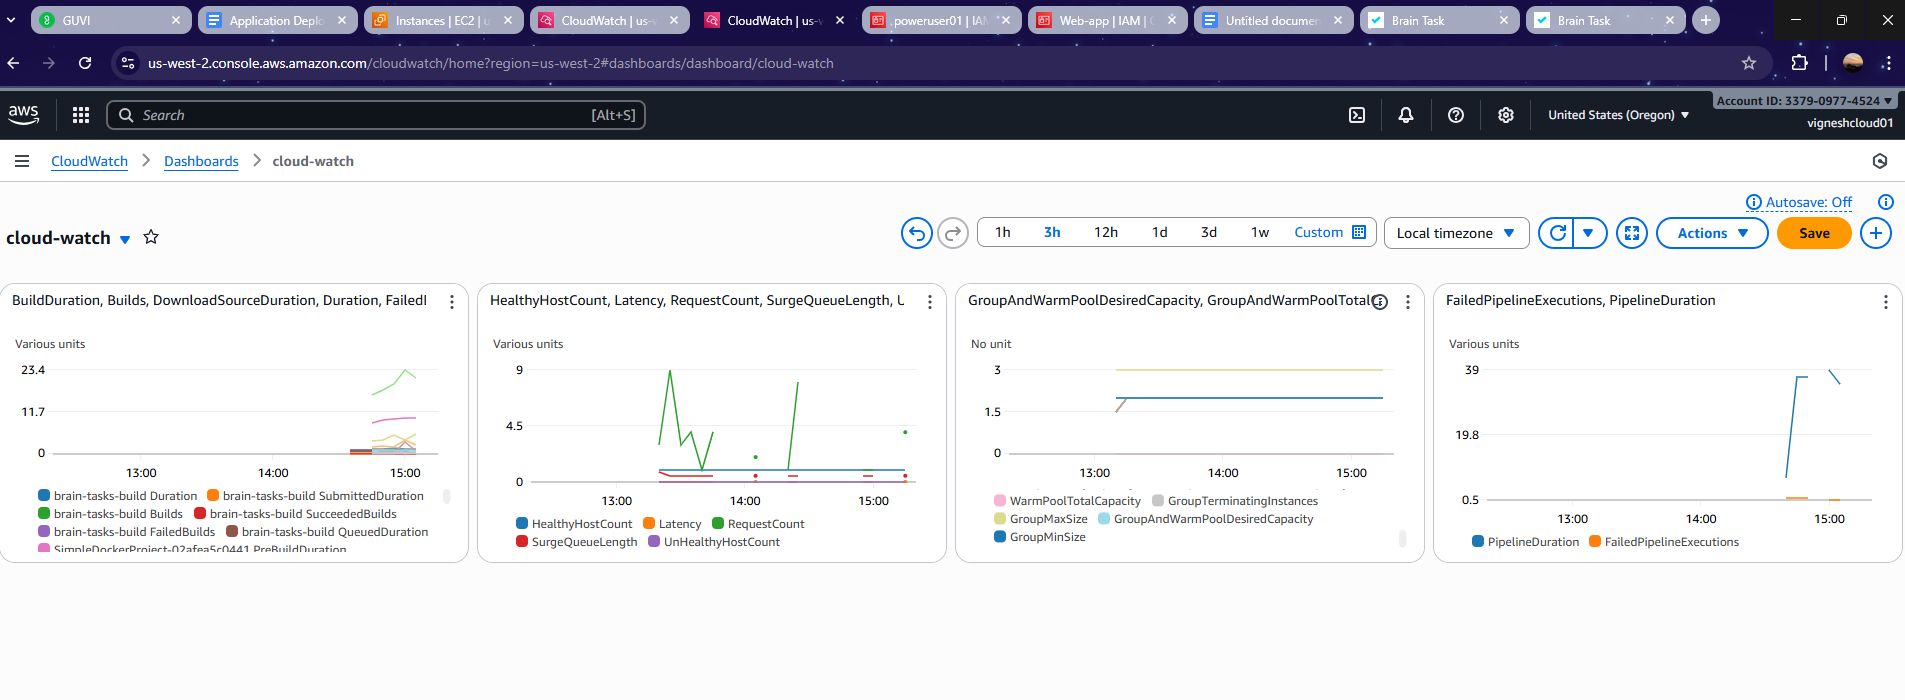 GUVI
Application Deplo
Instances | EC2 | u
CloudWatch | us-w
CloudWatch | us-w
poweruser01 | IAM
Web-app | IAM | G
Untitled documen
Brain Task
Brain Task
us-west-2.console.aws.amazon.com/cloudwatch/home?region=us-west-2#dashboards/dashboard/cloud-watch
aws
Search
[Alt+S]
United States (Oregon)
Account ID: 3379-0977-4524
vigneshcloud01
CloudWatch
Dashboards
cloud-watch
Autosave: Off
cloud-watch
1h 3h 12h 1d 3d 1w Custom
Local timezone
Actions
Save
BuildDuration, Builds, DownloadSourceDuration, Duration, FailedI
Various units
23.4
11.7
0
13:00 14:00 15:00
brain-tasks-build Duration brain-tasks-build SubmittedDuration
brain-tasks-build Builds brain-tasks-build SucceededBuilds
brain-tasks-build FailedBuilds brain-tasks-build QueuedDuration
SimpleDockerProject-02afea5c0441 PreBuildDuration
HealthyHostCount, Latency, RequestCount, SurgeQueueLength, U
Various units
9
4.5
0
13:00 14:00 15:00
HealthyHostCount Latency RequestCount
SurgeQueueLength UnHealthyHostCount
GroupAndWarmPoolDesiredCapacity, GroupAndWarmPoolTotalC
No unit
3
1.5
0
13:00 14:00 15:00
WarmPoolTotalCapacity GroupTerminatingInstances
GroupMaxSize GroupAndWarmPoolDesiredCapacity
GroupMinSize
FailedPipelineExecutions, PipelineDuration
Various units
39
19.8
0.5
13:00 14:00 15:00
PipelineDuration FailedPipelineExecutions